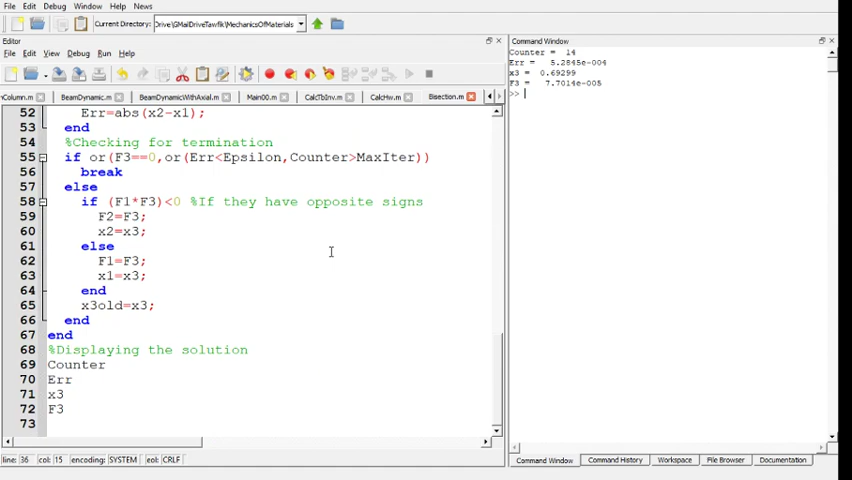 File Edit Debug Window Help News
Current Directory: Drive\GMailDriveTawfik\MechanicsOfMaterials
Editor
File Edit View Debug Run Help
nColumn.m BeamDynamic.m BeamDynamicWithAxial.m Main00.m CalcTbInv.m CalcHw.m Bisection.m
52 Err=abs(x2-x1);
53 end
54 %Checking for termination
55 if or(F3==0,or(Err<Epsilon,Counter>MaxIter))
56 break
57 else
58 if (F1*F3)<0 %If they have opposite signs
59 F2=F3;
60 x2=x3;
61 else
62 F1=F3;
63 x1=x3;
64 end
65 x3old=x3;
66 end
67 end
68 %Displaying the solution
69 Counter
70 Err
71 x3
72 F3
73
line: 36 col: 15 encoding: SYSTEM eol: CRLF
Command Window
Counter = 14
Err = 5.2845e-004
x3 = 0.69299
F3 = 7.7014e-005
>>
Command Window Command History Workspace File Browser Documentation